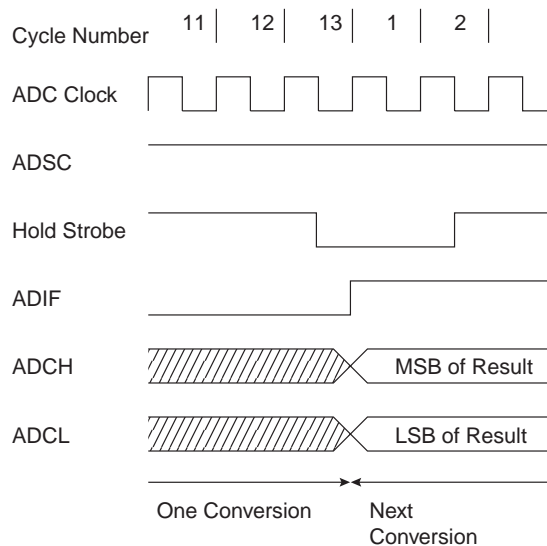 Cycle Number 11 12 13 1 2
ADC Clock
ADSC
Hold Strobe
ADIF
ADCH MSB of Result
ADCL LSB of Result
One Conversion Next
Conversion